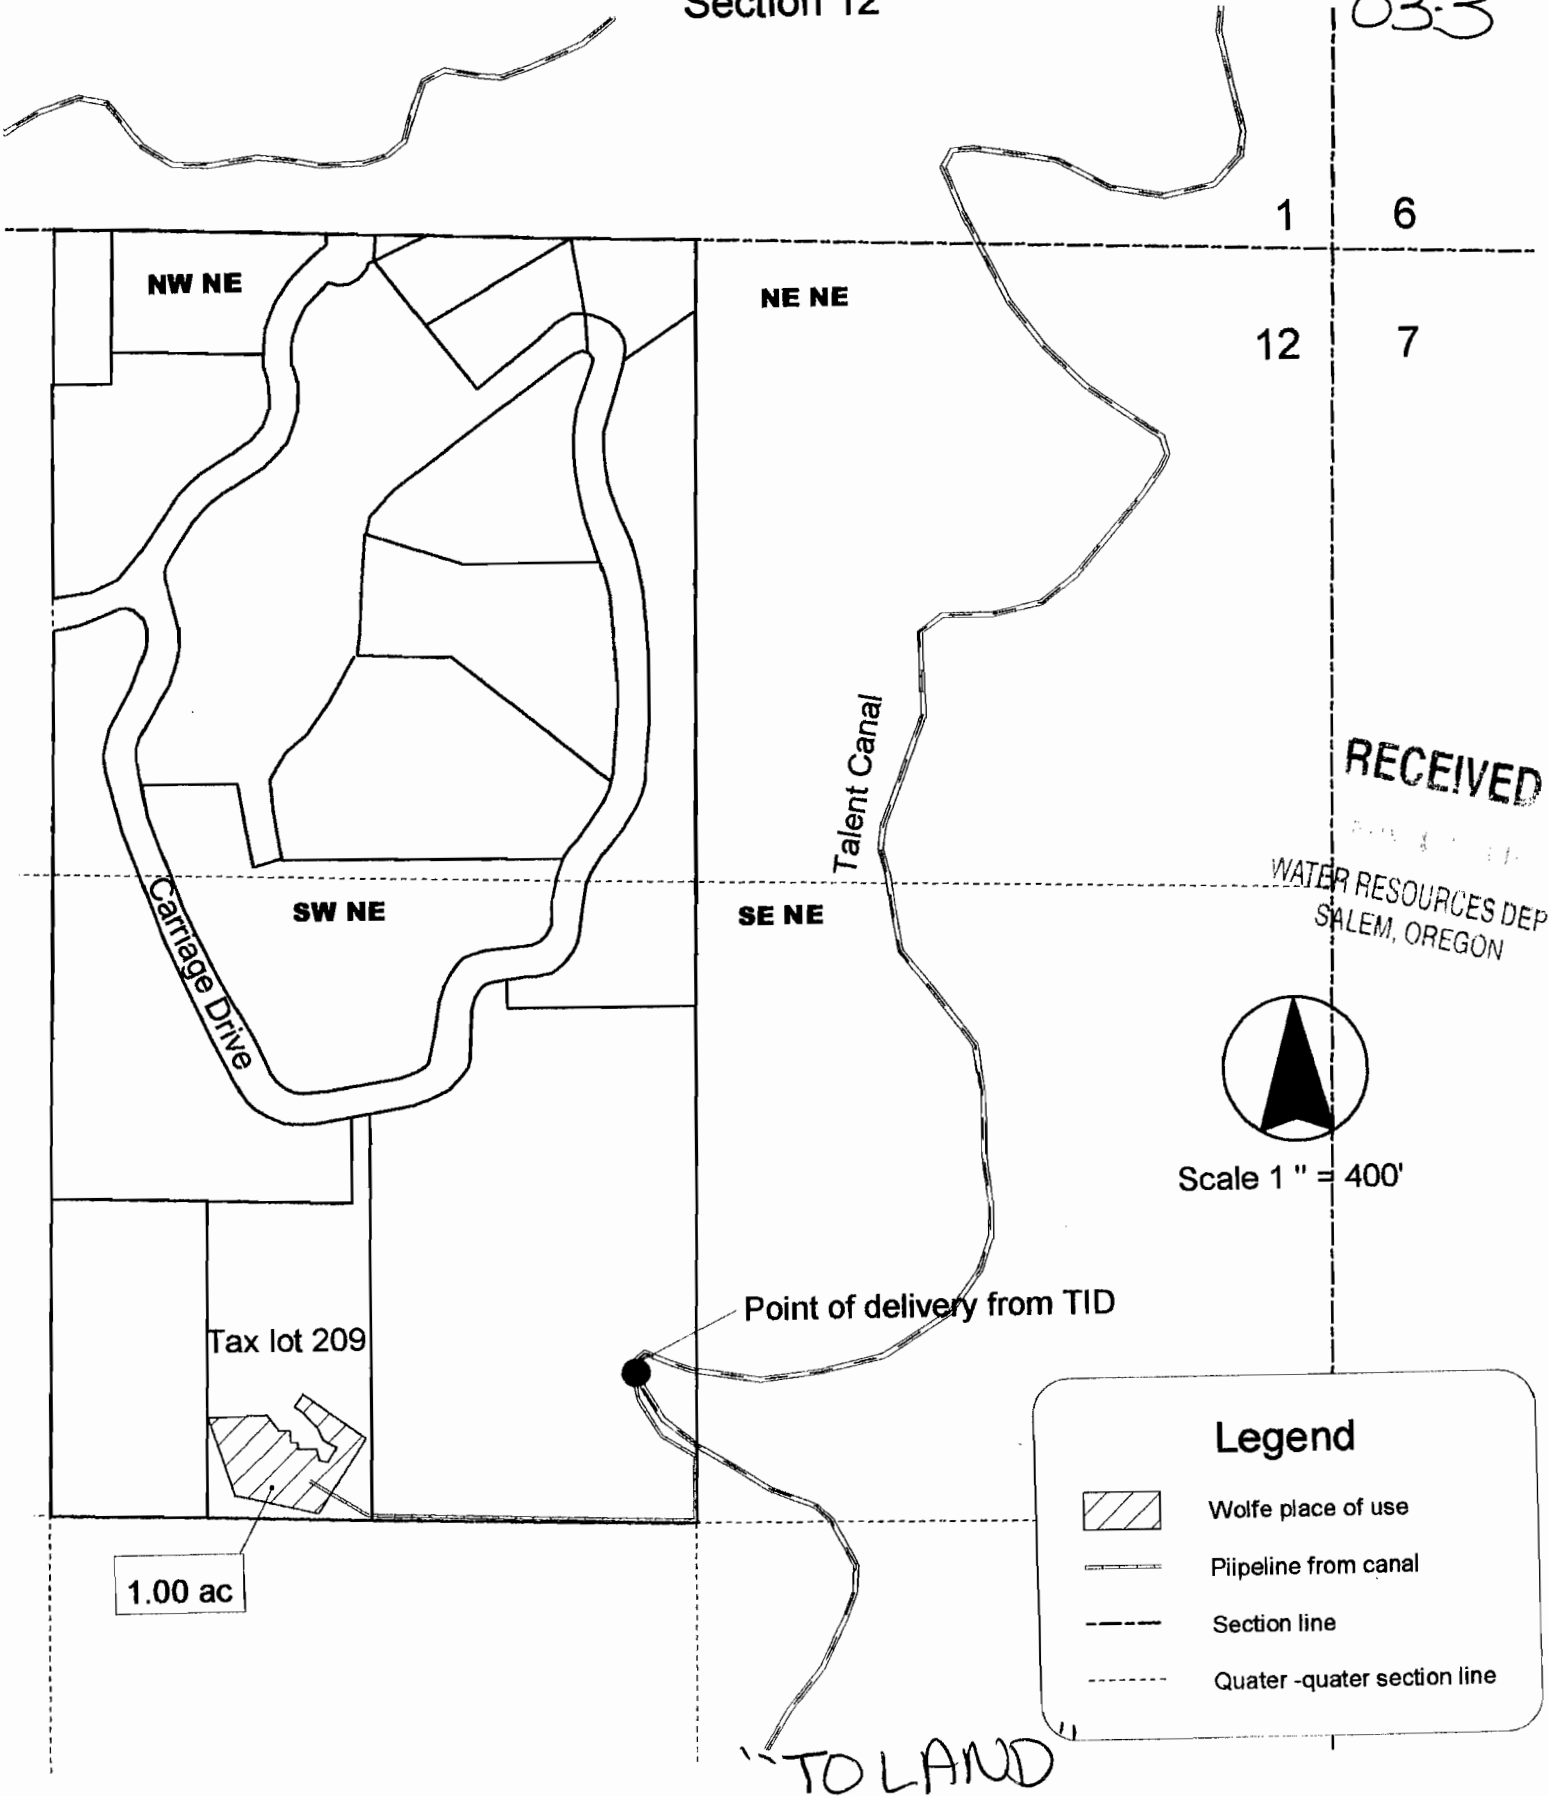 Section 12
03-3
1
6
NW NE
NE NE
12
7
Talent Canal
RECEIVED
WATER RESOURCES DEP
SALEM, OREGON
Carriage Drive
SW NE
SE NE
Scale 1 " = 400'
Point of delivery from TID
Tax lot 209
Legend
Wolfe place of use
Piipeline from canal
Section line
Quater -quater section line
1.00 ac
"TO LAND"